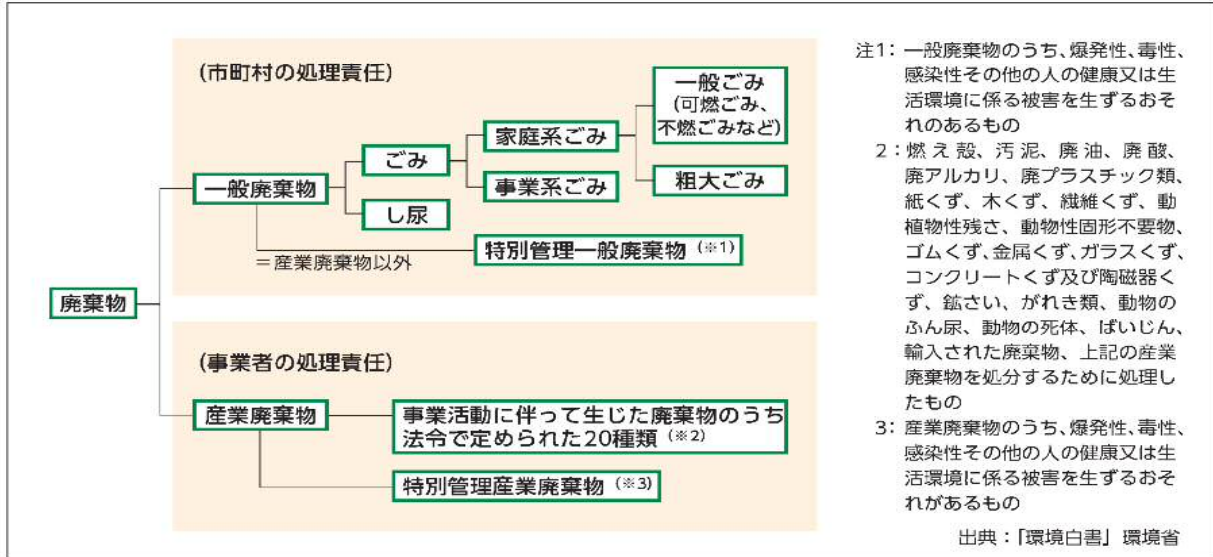 (市町村の処理責任)
一般ごみ
(可燃ごみ、
不燃ごみなど)
家庭系ごみ
ごみ
事業系ごみ
粗大ごみ
一般廃棄物
し尿
特別管理一般廃棄物(※1)
=産業廃棄物以外
廃棄物
(事業者の処理責任)
産業廃棄物
事業活動に伴って生じた廃棄物のうち
法令で定められた20種類(※2)
特別管理産業廃棄物(※3)
注1:一般廃棄物のうち、爆発性、毒性、
感染性その他の人の健康又は生
活環境に係る被害を生ずるおそ
れのあるもの
2:燃え殻、汚泥、廃油、廃酸、
廃アルカリ、廃プラスチック類、
紙くず、木くず、繊維くず、動
植物性残さ、動物性固形不要物、
ゴムくず、金属くず、ガラスくず、
コンクリートくず及び陶磁器く
ず、鉱さい、がれき類、動物の
ふん尿、動物の死体、ばいじん、
輸入された廃棄物、上記の産業
廃棄物を処分するために処理し
たもの
3:産業廃棄物のうち、爆発性、毒性、
感染性その他の人の健康又は生
活環境に係る被害を生ずるおそ
れがあるもの
出典:「環境白書」環境省